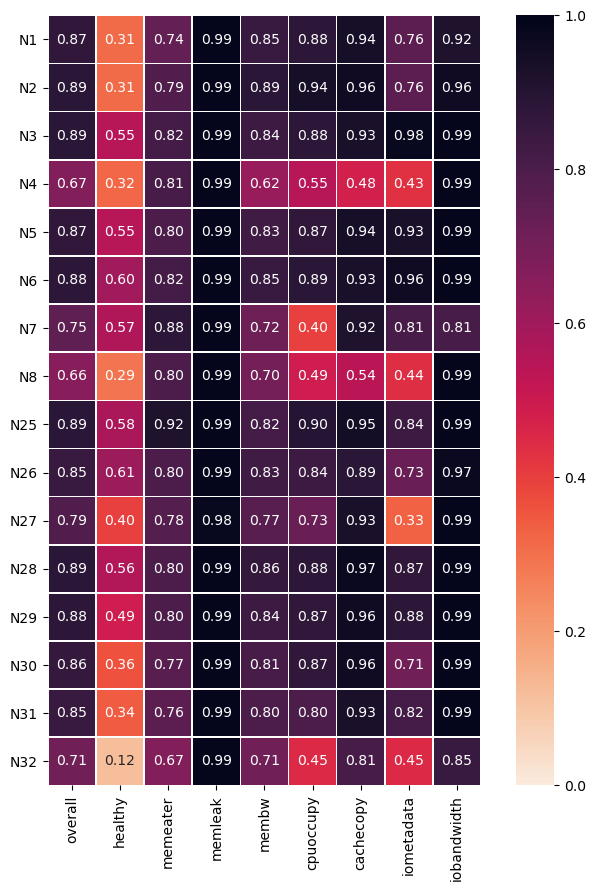 N1 0.87 0.31 0.74 0.99 0.85 0.88 0.94 0.76 0.92
N2 0.89 0.31 0.79 0.99 0.89 0.94 0.96 0.76 0.96
N3 0.89 0.55 0.82 0.99 0.84 0.88 0.93 0.98 0.99
N4 0.67 0.32 0.81 0.99 0.62 0.55 0.48 0.43 0.99
N5 0.87 0.55 0.80 0.99 0.83 0.87 0.94 0.93 0.99
N6 0.88 0.60 0.82 0.99 0.85 0.89 0.93 0.96 0.99
N7 0.75 0.57 0.88 0.99 0.72 0.40 0.92 0.81 0.81
N8 0.66 0.29 0.80 0.99 0.70 0.49 0.54 0.44 0.99
N25 0.89 0.58 0.92 0.99 0.82 0.90 0.95 0.84 0.99
N26 0.85 0.61 0.80 0.99 0.83 0.84 0.89 0.73 0.97
N27 0.79 0.40 0.78 0.98 0.77 0.73 0.93 0.33 0.99
N28 0.89 0.56 0.80 0.99 0.86 0.88 0.97 0.87 0.99
N29 0.88 0.49 0.80 0.99 0.84 0.87 0.96 0.88 0.99
N30 0.86 0.36 0.77 0.99 0.81 0.87 0.96 0.71 0.99
N31 0.85 0.34 0.76 0.99 0.80 0.80 0.93 0.82 0.99
N32 0.71 0.12 0.67 0.99 0.71 0.45 0.81 0.45 0.85
overall
healthy
memeater
memleak
membw
cpuoccupy
cachecopy
iometadata
iobandwidth
1.0
0.8
0.6
0.4
0.2
0.0